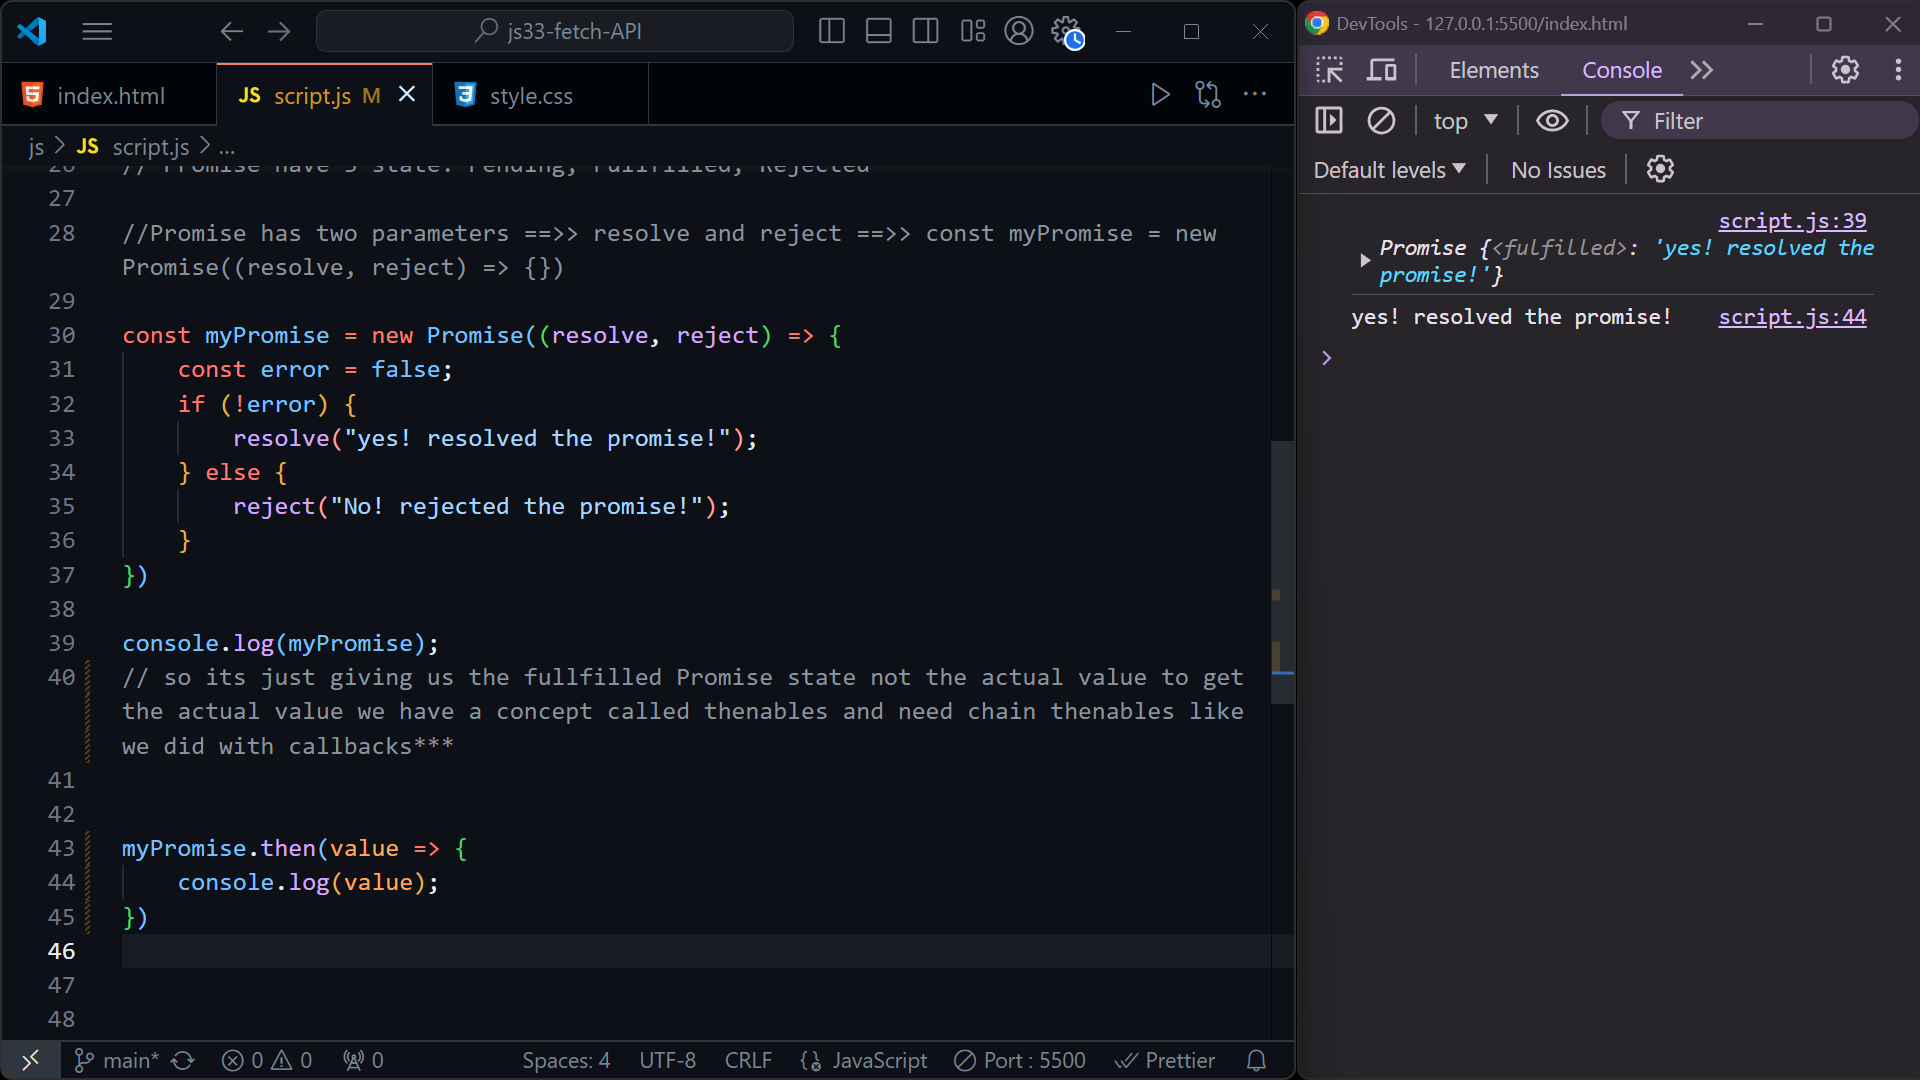 js33-fetch-API
index.html
JS script.js M
style.css
js > JS script.js > ...
26 // Promise have 3 state: Pending, Fulfilled, Rejected
27
28 //Promise has two parameters ==>> resolve and reject ==>> const myPromise = new
Promise((resolve, reject) => {})
29
30 const myPromise = new Promise((resolve, reject) => {
31 const error = false;
32 if (!error) {
33 resolve("yes! resolved the promise!");
34 } else {
35 reject("No! rejected the promise!");
36 }
37 })
38
39 console.log(myPromise);
40 // so its just giving us the fullfilled Promise state not the actual value to get
the actual value we have a concept called thenables and need chain thenables like
we did with callbacks***
41
42
43 myPromise.then(value => {
44 console.log(value);
45 })
46
47
48
main* 0 0 0 Spaces: 4 UTF-8 CRLF JavaScript Port : 5500 Prettier
DevTools - 127.0.0.1:5500/index.html
Elements Console
top Filter
Default levels No Issues
script.js:39
Promise {<fulfilled>: 'yes! resolved the
promise!'}
yes! resolved the promise! script.js:44